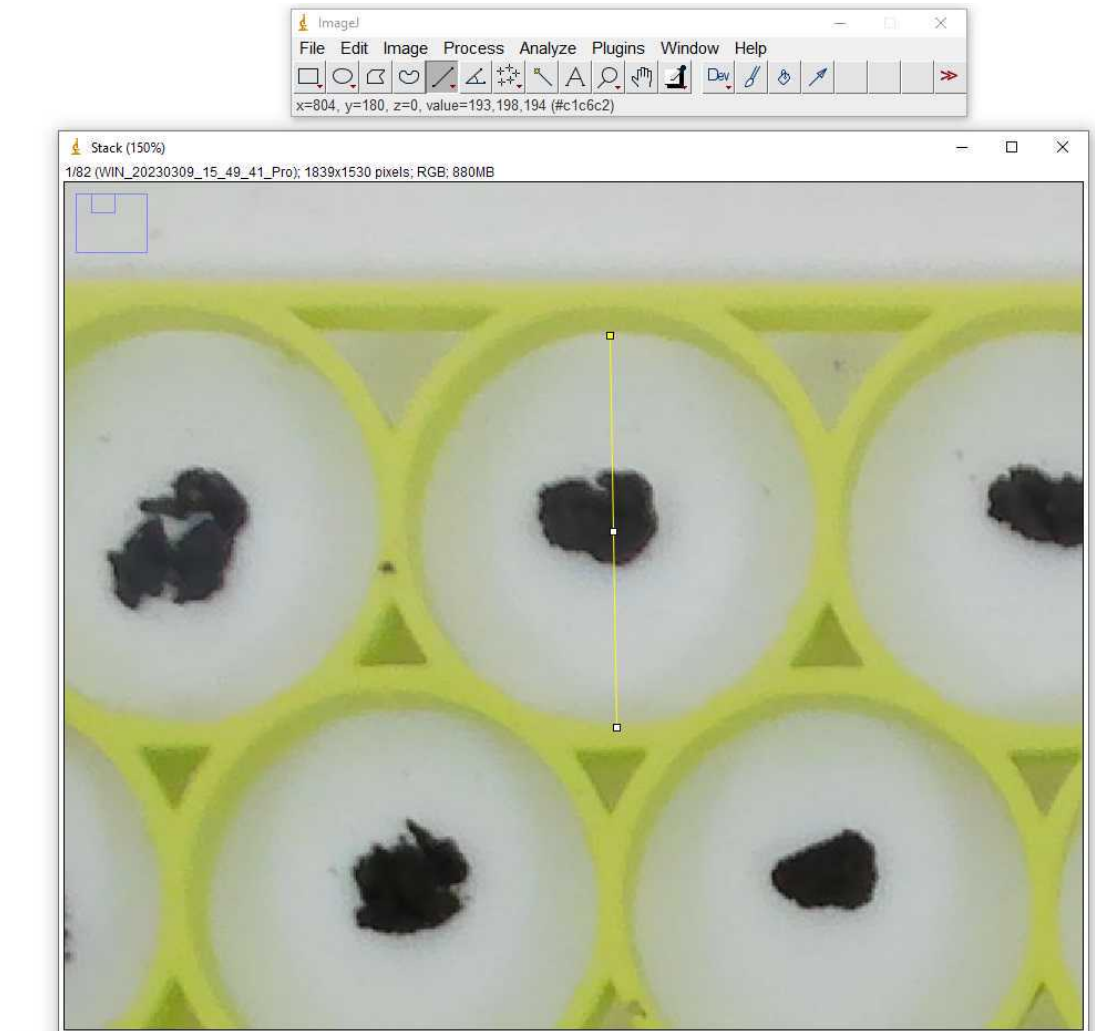 ImageJ
File Edit Image Process Analyze Plugins Window Help
A Dev >>
x=804, y=180, z=0, value=193,198,194 (#c1c6c2)
Stack (150%)
1/82 (WIN_20230309_15_49_41_Pro); 1839x1530 pixels; RGB; 880MB